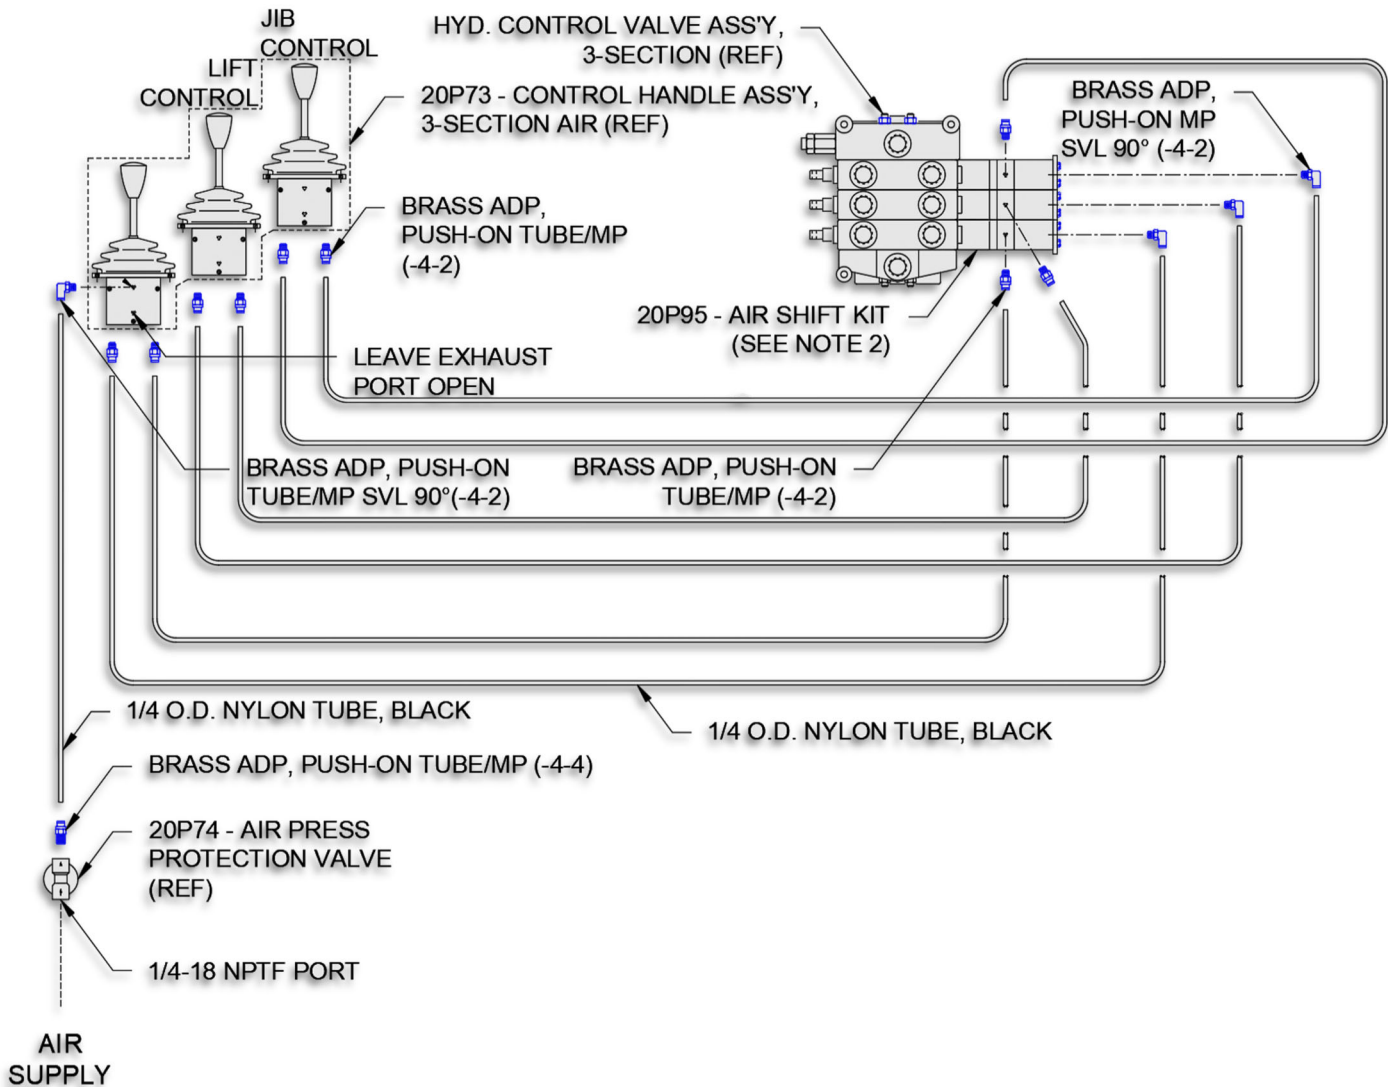 JIB
CONTROL
LIFT
CONTROL
HYD. CONTROL VALVE ASS'Y,
3-SECTION (REF)
20P73 - CONTROL HANDLE ASS'Y,
3-SECTION AIR (REF)
BRASS ADP,
PUSH-ON MP
SVL 90° (-4-2)
BRASS ADP,
PUSH-ON TUBE/MP
(-4-2)
20P95 - AIR SHIFT KIT
(SEE NOTE 2)
LEAVE EXHAUST
PORT OPEN
BRASS ADP, PUSH-ON
TUBE/MP SVL 90°(-4-2)
BRASS ADP, PUSH-ON
TUBE/MP (-4-2)
1/4 O.D. NYLON TUBE, BLACK
1/4 O.D. NYLON TUBE, BLACK
BRASS ADP, PUSH-ON TUBE/MP (-4-4)
20P74 - AIR PRESS
PROTECTION VALVE
(REF)
1/4-18 NPTF PORT
AIR
SUPPLY